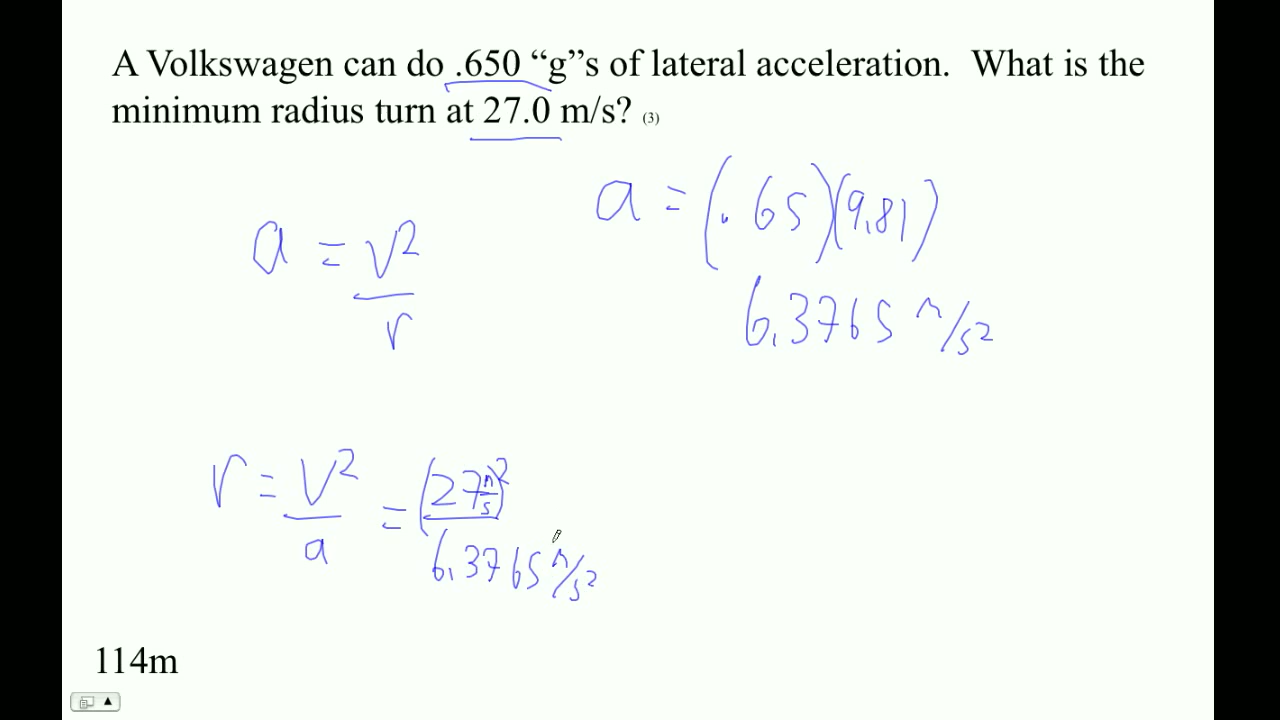 A Volkswagen can do .650 “g”s of lateral acceleration. What is the
minimum radius turn at 27.0 m/s? (3)
a = (.65)(9.81)
a = v²
r
6.3765 m/s²
r = v² = (27 m/s)²
a 6.3765 m/s²
114m